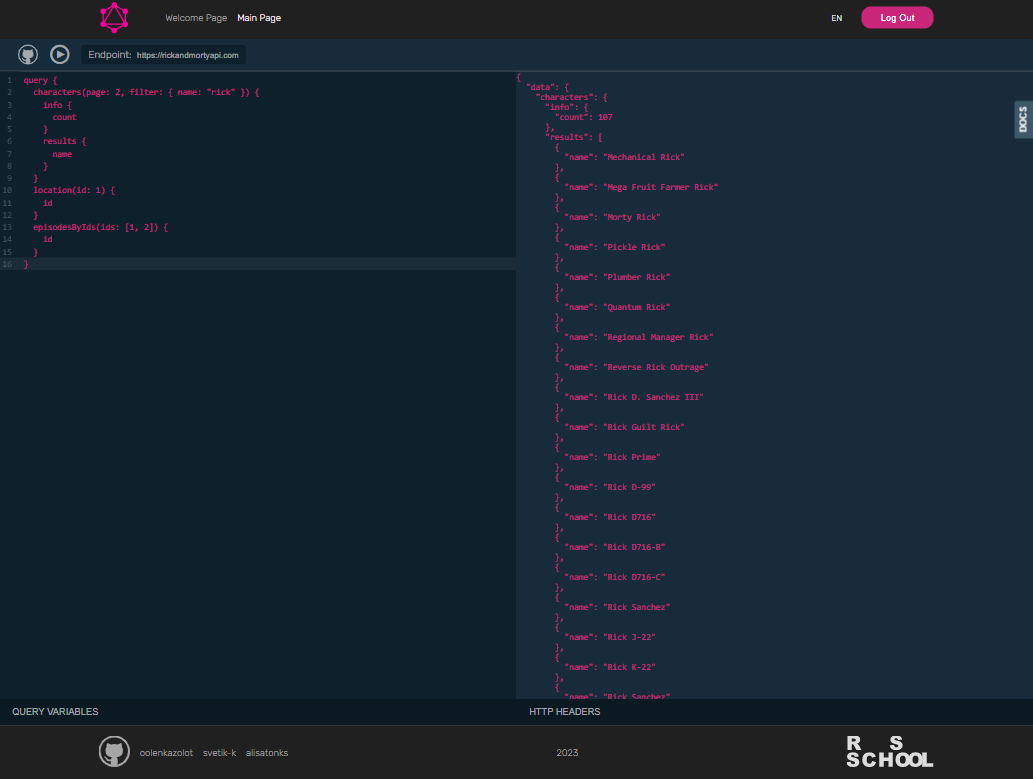 Welcome Page Main Page EN Log Out
Endpoint: https://rickandmortyapi.com
1 query {
2 characters(page: 2, filter: { name: "rick" }) {
3 info {
4 count
5 }
6 results {
7 name
8 }
9 }
10 location(id: 1) {
11 id
12 }
13 episodesByIds(ids: [1, 2]) {
14 id
15 }
16 }
{
"data": {
"characters": {
"info": {
"count": 107
},
"results": [
{
"name": "Mechanical Rick"
},
{
"name": "Mega Fruit Farmer Rick"
},
{
"name": "Morty Rick"
},
{
"name": "Pickle Rick"
},
{
"name": "Plumber Rick"
},
{
"name": "Quantum Rick"
},
{
"name": "Regional Manager Rick"
},
{
"name": "Reverse Rick Outrage"
},
{
"name": "Rick D. Sanchez III"
},
{
"name": "Rick Guilt Rick"
},
{
"name": "Rick Prime"
},
{
"name": "Rick D-99"
},
{
"name": "Rick D716"
},
{
"name": "Rick D716-B"
},
{
"name": "Rick D716-C"
},
{
"name": "Rick Sanchez"
},
{
"name": "Rick J-22"
},
{
"name": "Rick K-22"
},
{
"name": "Rick Sanchez"
DOCS
QUERY VARIABLES
HTTP HEADERS
oolenkazolot svetik-k alisatonks
2023
RS
SCHOOL